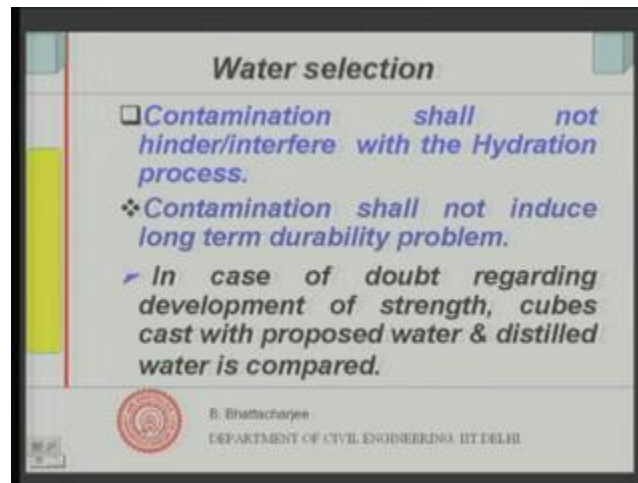 Water selection
Contamination shall not
hinder/interfere with the Hydration
process.
Contamination shall not induce
long term durability problem.
In case of doubt regarding
development of strength, cubes
cast with proposed water & distilled
water is compared.
B. Bhattacharjee
DEPARTMENT OF CIVIL ENGINEERING IIT DELHI